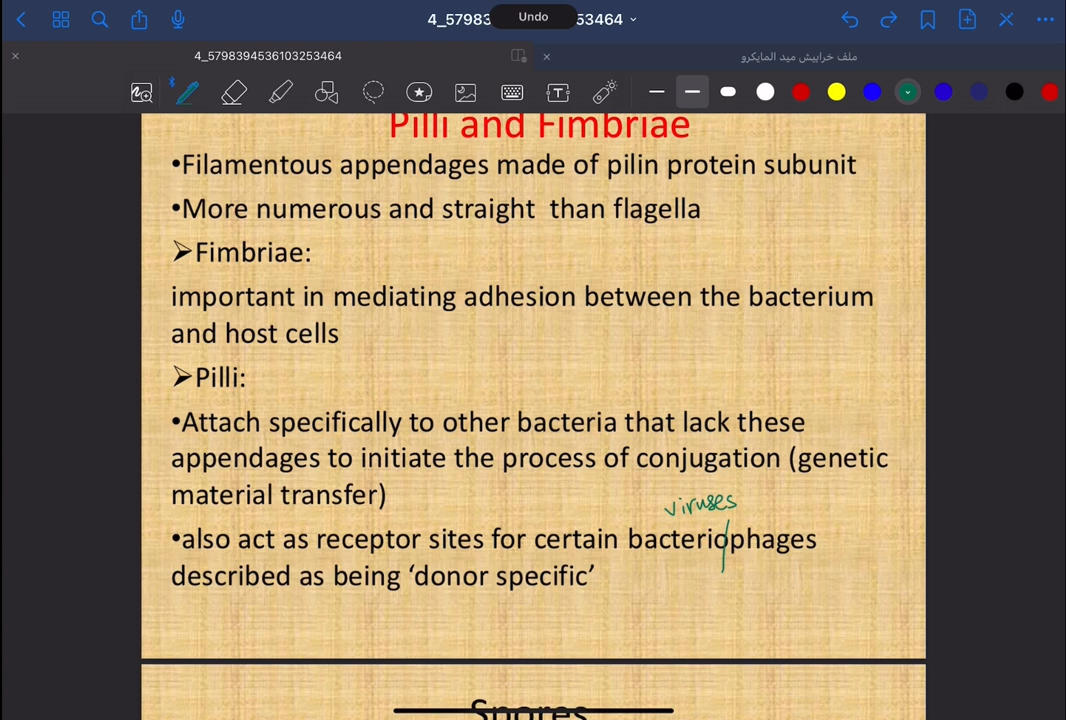 4_57983
Undo
53464
4_5798394536103253464
ملف خرابيش ميد المايكرو
Pilli and Fimbriae
•Filamentous appendages made of pilin protein subunit
•More numerous and straight than flagella
➢Fimbriae:
important in mediating adhesion between the bacterium
and host cells
➢Pilli:
•Attach specifically to other bacteria that lack these
appendages to initiate the process of conjugation (genetic
material transfer)
viruses
•also act as receptor sites for certain bacteriophages
described as being ‘donor specific’
Spores